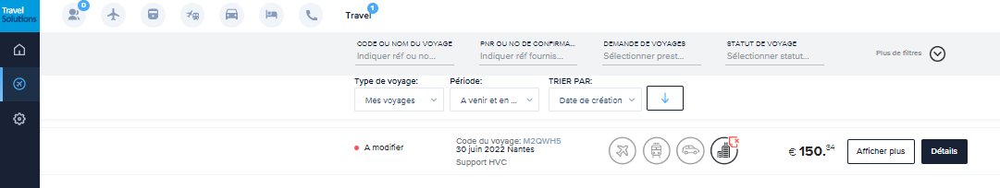 Travel
Solutions
0
Travel
1
CODE OU NOM DU VOYAGE
PNR OU NO DE CONFIRMA...
DEMANDE DE VOYAGES
STATUT DE VOYAGE
Indiquer réf ou no...
Indiquer réf fournis...
Sélectionner prest...
Sélectionner statut...
Plus de filtres
Type de voyage:
Période:
TRIER PAR:
Mes voyages
A venir et en ...
Date de création
A modifier
Code du voyage: M2QWH5
30 juin 2022 Nantes
Support HVC
€ 150.34
Afficher plus
Détails